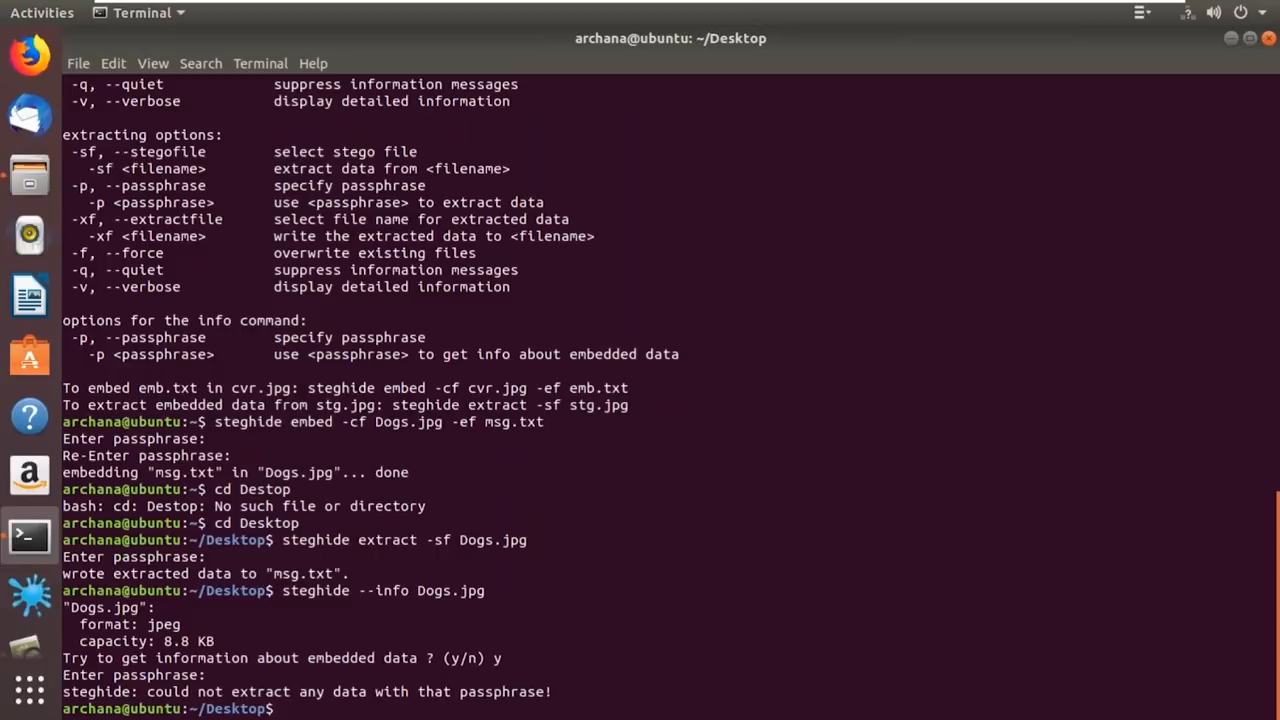 Activities Terminal
archana@ubuntu: ~/Desktop
File Edit View Search Terminal Help
-q, --quiet suppress information messages
-v, --verbose display detailed information
extracting options:
-sf, --stegofile select stego file
-sf <filename> extract data from <filename>
-p, --passphrase specify passphrase
-p <passphrase> use <passphrase> to extract data
-xf, --extractfile select file name for extracted data
-xf <filename> write the extracted data to <filename>
-f, --force overwrite existing files
-q, --quiet suppress information messages
-v, --verbose display detailed information
options for the info command:
-p, --passphrase specify passphrase
-p <passphrase> use <passphrase> to get info about embedded data
To embed emb.txt in cvr.jpg: steghide embed -cf cvr.jpg -ef emb.txt
To extract embedded data from stg.jpg: steghide extract -sf stg.jpg
archana@ubuntu:~$ steghide embed -cf Dogs.jpg -ef msg.txt
Enter passphrase:
Re-Enter passphrase:
embedding "msg.txt" in "Dogs.jpg"... done
archana@ubuntu:~$ cd Destop
bash: cd: Destop: No such file or directory
archana@ubuntu:~$ cd Desktop
archana@ubuntu:~/Desktop$ steghide extract -sf Dogs.jpg
Enter passphrase:
wrote extracted data to "msg.txt".
archana@ubuntu:~/Desktop$ steghide --info Dogs.jpg
"Dogs.jpg":
format: jpeg
capacity: 8.8 KB
Try to get information about embedded data ? (y/n) y
Enter passphrase:
steghide: could not extract any data with that passphrase!
archana@ubuntu:~/Desktop$